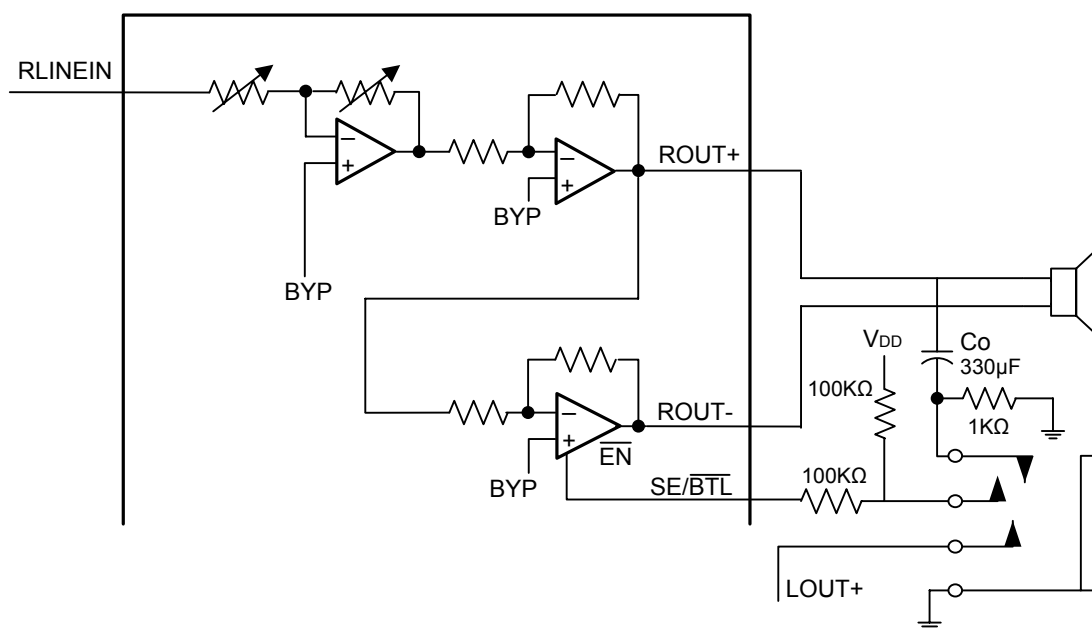 RLINEIN
ROUT+
BYP
BYP
VDD
Co
330µF
100KΩ
1KΩ
ROUT-
EN
BYP
SE/BTL
100KΩ
LOUT+